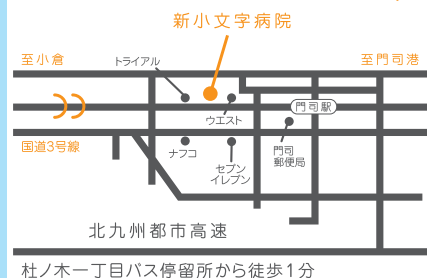 新小文字病院
至小倉
トライアル
至門司港
ウエスト
門司駅
国道3号線
ナフコ
セブン
イレブン
門司
郵便局
北九州都市高速
杜ノ木一丁目バス停留所から徒歩1分